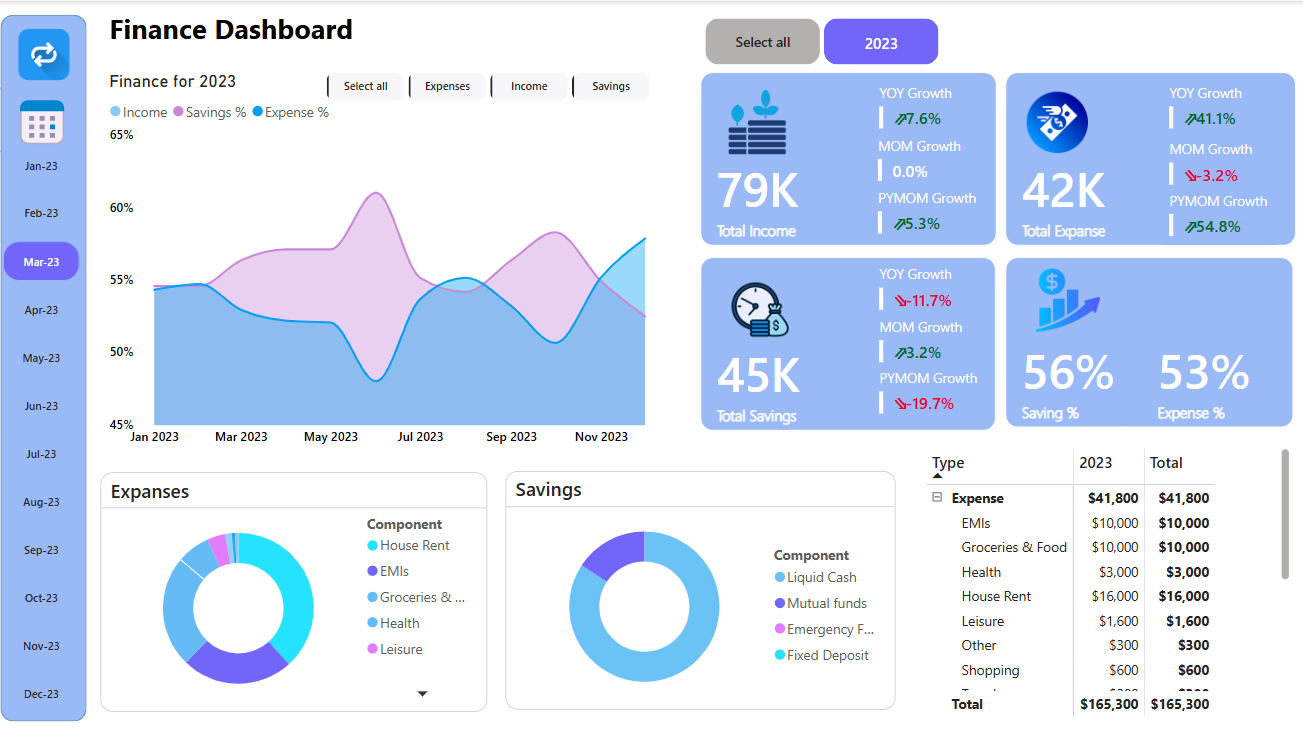 Finance Dashboard
Select all
2023
Finance for 2023
Select all
Expenses
Income
Savings
Income
Savings %
Expense %
65%
60%
55%
50%
45%
Jan 2023
Mar 2023
May 2023
Jul 2023
Sep 2023
Nov 2023
Jan-23
Feb-23
Mar-23
Apr-23
May-23
Jun-23
Jul-23
Aug-23
Sep-23
Oct-23
Nov-23
Dec-23
79K
Total Income
YOY Growth
⇗7.6%
MOM Growth
0.0%
PYMOM Growth
⇗5.3%
42K
Total Expanse
YOY Growth
⇗41.1%
MOM Growth
⇘-3.2%
PYMOM Growth
⇗54.8%
45K
Total Savings
YOY Growth
⇘-11.7%
MOM Growth
⇗3.2%
PYMOM Growth
⇘-19.7%
56%
Saving %
53%
Expense %
Expanses
Component
House Rent
EMIs
Groceries & ...
Health
Leisure
Savings
Component
Liquid Cash
Mutual funds
Emergency F...
Fixed Deposit
Type 2023 Total
Expense $41,800 $41,800
EMIs $10,000 $10,000
Groceries & Food $10,000 $10,000
Health $3,000 $3,000
House Rent $16,000 $16,000
Leisure $1,600 $1,600
Other $300 $300
Shopping $600 $600
Total $165,300 $165,300